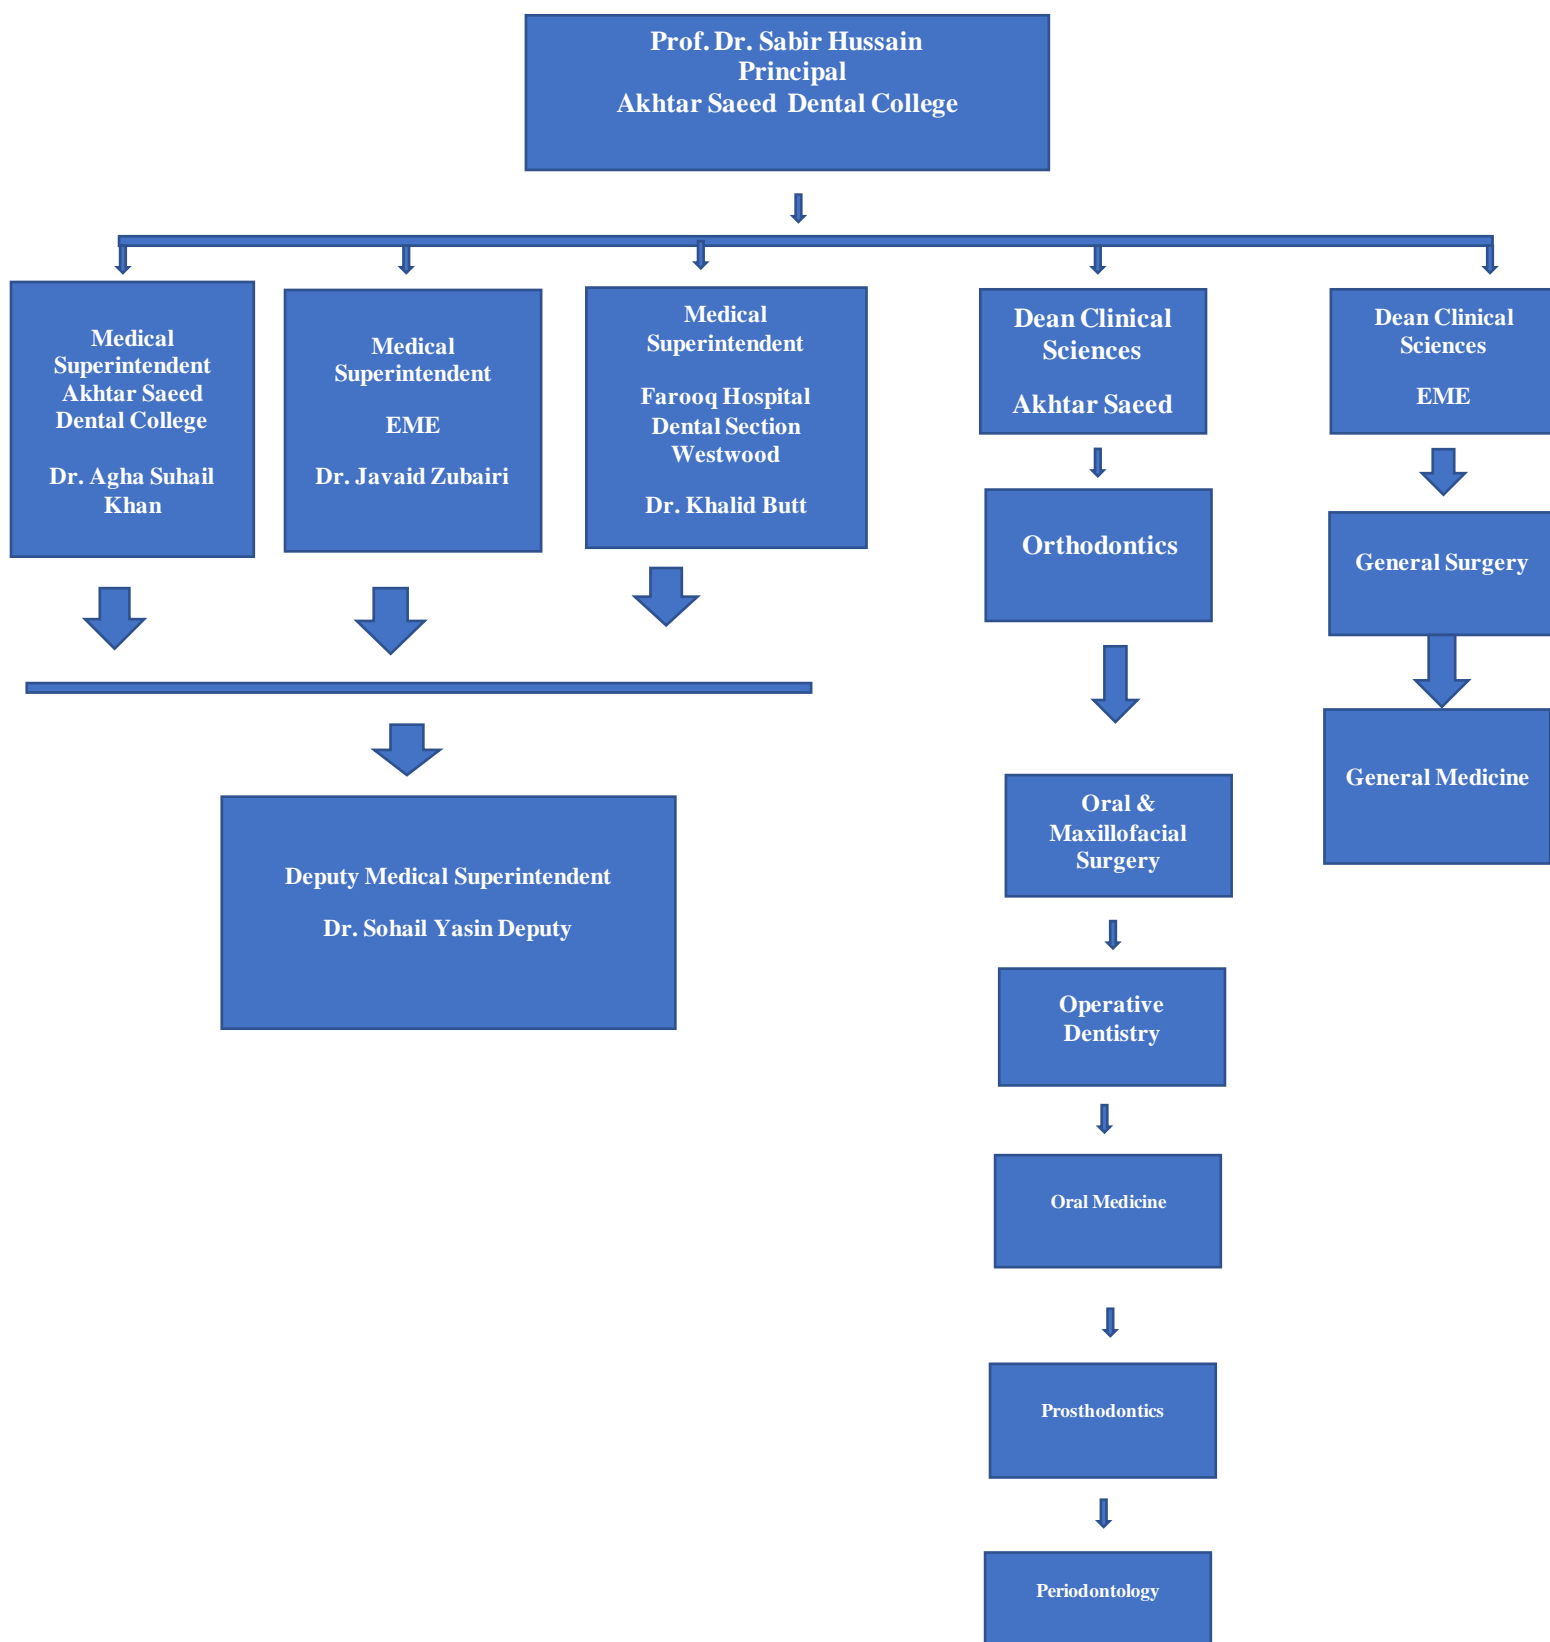 Prof. Dr. Sabir Hussain
Principal
Akhtar Saeed Dental College
Medical
Superintendent
Akhtar Saeed
Dental College
Dr. Agha Suhail
Khan
Medical
Superintendent
EME
Dr. Javaid Zubairi
Medical
Superintendent
Farooq Hospital
Dental Section
Westwood
Dr. Khalid Butt
Dean Clinical
Sciences
Akhtar Saeed
Dean Clinical
Sciences
EME
Orthodontics
General Surgery
General Medicine
Deputy Medical Superintendent
Dr. Sohail Yasin Deputy
Oral &
Maxillofacial
Surgery
Operative
Dentistry
Oral Medicine
Prosthodontics
Periodontology